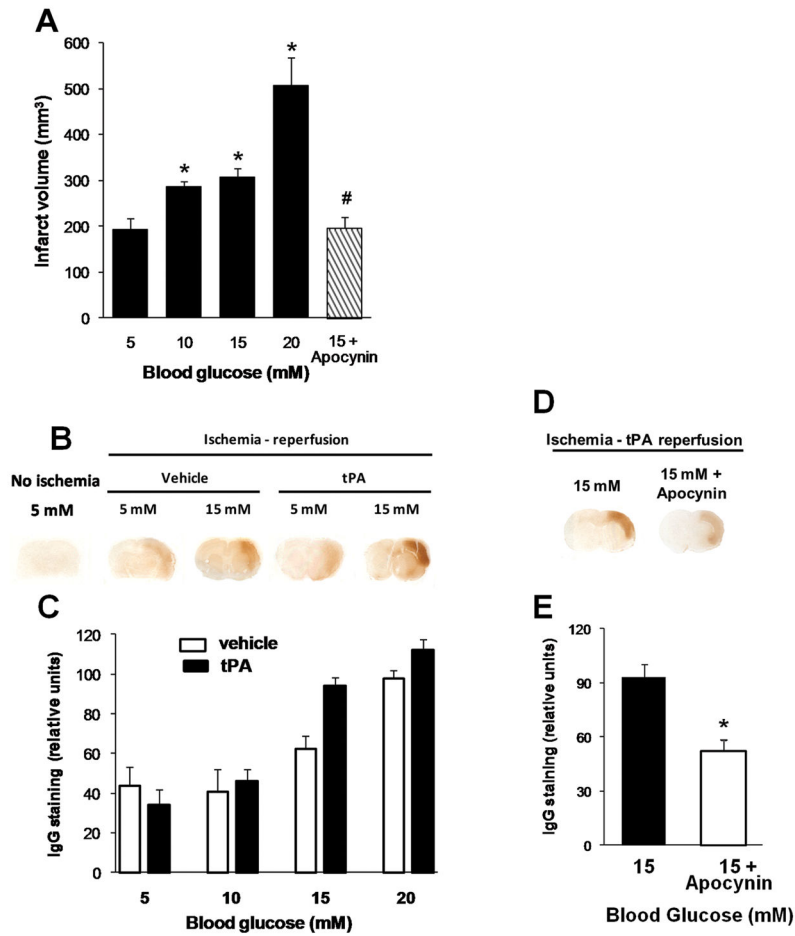 A
600
500
400
300
200
100
0
Infarct volume (mm³)
*
*
*
#
5 10 15 20 15 +
Apocynin
Blood glucose (mM)
B
Ischemia - reperfusion
No ischemia Vehicle tPA
5 mM 5 mM 15 mM 5 mM 15 mM
C
120
100
80
60
40
20
0
IgG staining (relative units)
vehicle
tPA
5 10 15 20
Blood glucose (mM)
D
Ischemia - tPA reperfusion
15 mM 15 mM +
Apocynin
E
120
90
60
30
0
IgG staining (relative units)
*
15 15 +
Apocynin
Blood Glucose (mM)